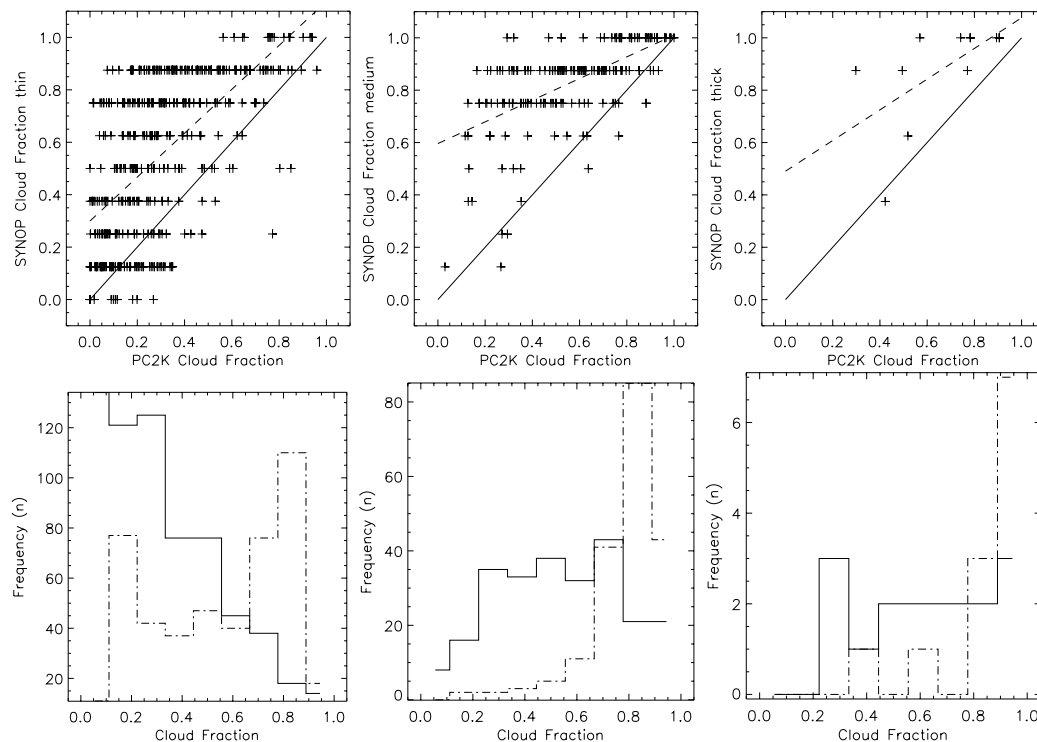 SYNOP Cloud Fraction thin
1.0
0.8
0.6
0.4
0.2
0.0
0.0 0.2 0.4 0.6 0.8 1.0
PC2K Cloud Fraction
SYNOP Cloud Fraction medium
1.0
0.8
0.6
0.4
0.2
0.0
0.0 0.2 0.4 0.6 0.8 1.0
PC2K Cloud Fraction
SYNOP Cloud Fraction thick
1.0
0.8
0.6
0.4
0.2
0.0
0.0 0.2 0.4 0.6 0.8 1.0
PC2K Cloud Fraction
Frequency (n)
120
100
80
60
40
20
0.0 0.2 0.4 0.6 0.8 1.0
Cloud Fraction
Frequency (n)
80
60
40
20
0
0.0 0.2 0.4 0.6 0.8 1.0
Cloud Fraction
Frequency (n)
6
4
2
0
0.0 0.2 0.4 0.6 0.8 1.0
Cloud Fraction